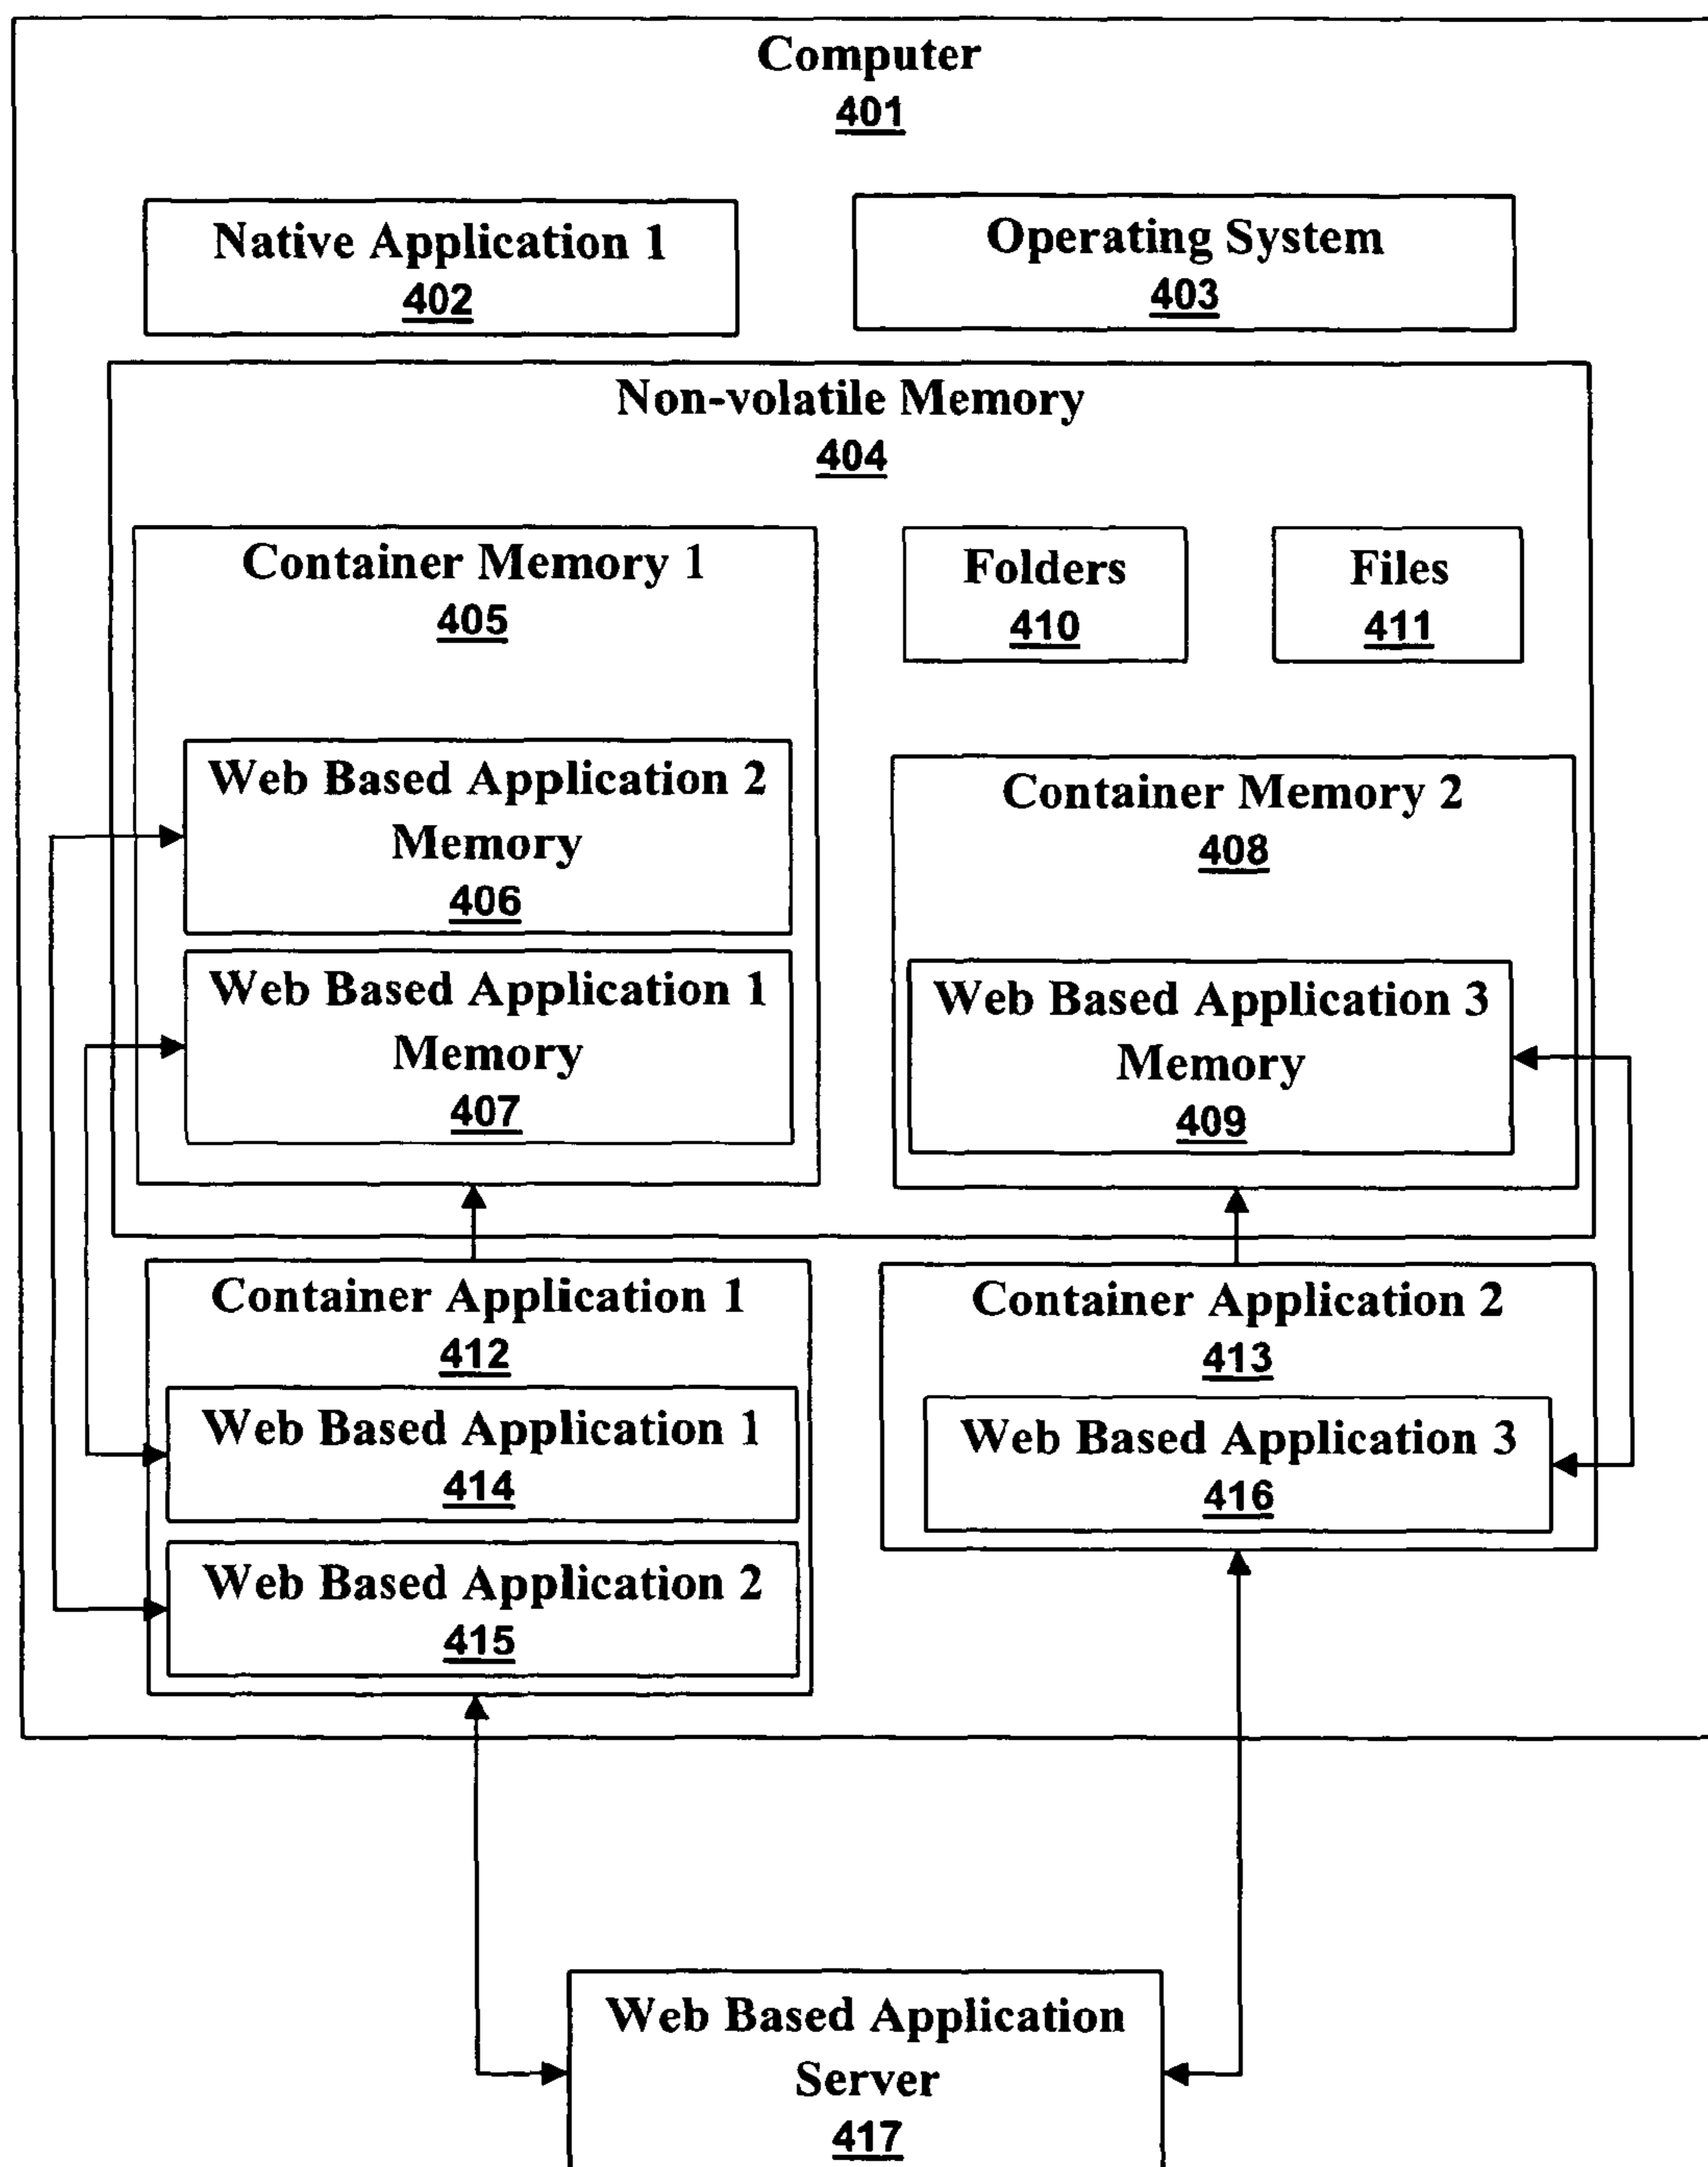 Computer
401
Native Application 1
402
Operating System
403
Non-volatile Memory
404
Container Memory 1
405
Folders
410
Files
411
Web Based Application 2
Memory
406
Web Based Application 1
Memory
407
Container Memory 2
408
Web Based Application 3
Memory
409
Container Application 1
412
Web Based Application 1
414
Web Based Application 2
415
Container Application 2
413
Web Based Application 3
416
Web Based Application
Server
417